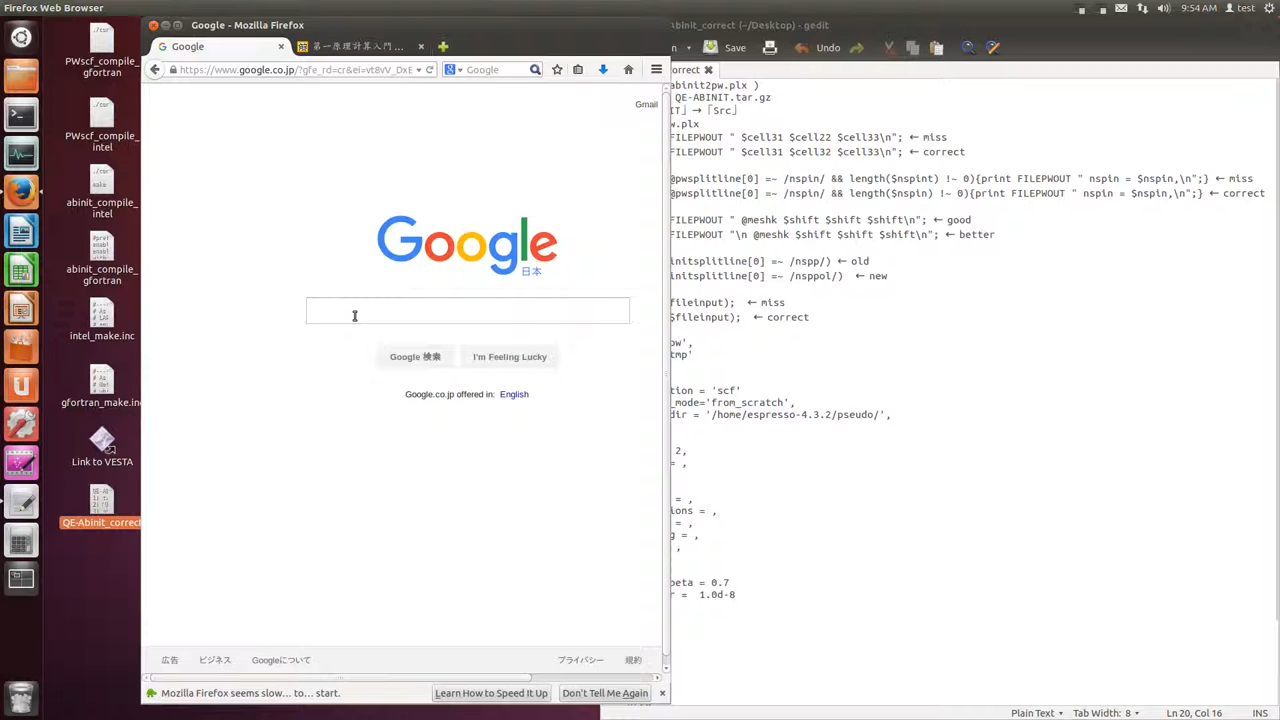 Firefox Web Browser
9:54 AM
Test
PWscf_compile_
gfortran
PWscf_compile_
intel
abinit_compile_
intel
abinit_compile_
gfortran
intel_make.inc
gfortran_make.inc
Link to VESTA
QE-Abinit_correct
Google - Mozilla Firefox
Google
第一原理計算入門 ...
https://www.google.co.jp/?gfe_rd=cr&ei=vt8vV_DxE
Google
Gmail
Google
日本
Google 検索
I'm Feeling Lucky
Google.co.jp offered in: English
広告
ビジネス
Googleについて
プライバシー
規約
Mozilla Firefox seems slow… to… start.
Learn How to Speed It Up
Don't Tell Me Again
Abinit_correct (~/Desktop) - gedit
Save
Undo
orrect
abinit2pw.plx )
QE-ABINIT.tar.gz
IT」→「Src」
w.plx
FILEPWOUT " $cell31 $cell22 $cell33\n"; ← miss
FILEPWOUT " $cell31 $cell32 $cell33\n"; ← correct
@pwsplitline[0] =~ /nspin/ && length($nspint) !~ 0){print FILEPWOUT " nspin = $nspin,\n";} ← miss
@pwsplitline[0] =~ /nspin/ && length($nspin) !~ 0){print FILEPWOUT " nspin = $nspin,\n";} ← correct
FILEPWOUT " @meshk $shift $shift $shift\n"; ← good
FILEPWOUT "\n @meshk $shift $shift $shift\n"; ← better
initsplitline[0] =~ /nspp/) ← old
initsplitline[0] =~ /nsppol/) ← new
fileinput); ← miss
$fileinput); ← correct
ow',
tmp'
tion = 'scf'
_mode='from_scratch',
dir = '/home/espresso-4.3.2/pseudo/',
2,
= ,
= ,
ions = ,
= ,
g = ,
,
beta = 0.7
r = 1.0d-8
Plain Text
Tab Width: 8
Ln 20, Col 16
INS